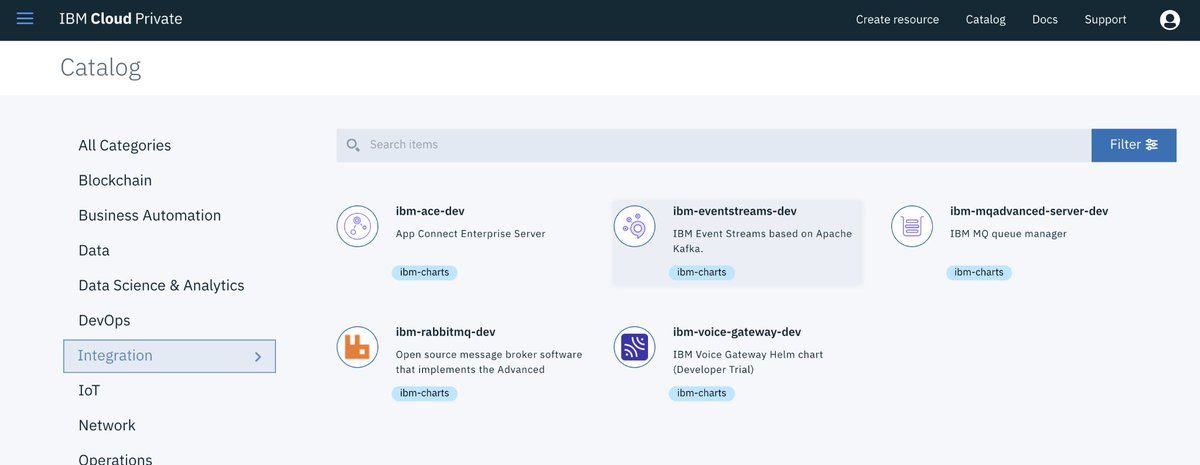 IBM Cloud Private
Create resource
Catalog
Docs
Support
Catalog
All Categories
Blockchain
Business Automation
Data
Data Science & Analytics
DevOps
Integration
IoT
Network
Operations
Search items
Filter
ibm-ace-dev
App Connect Enterprise Server
ibm-charts
ibm-eventstreams-dev
IBM Event Streams based on Apache
Kafka.
ibm-charts
ibm-mqadvanced-server-dev
IBM MQ queue manager
ibm-charts
ibm-rabbitmq-dev
Open source message broker software
that implements the Advanced
ibm-charts
ibm-voice-gateway-dev
IBM Voice Gateway Helm chart
(Developer Trial)
ibm-charts